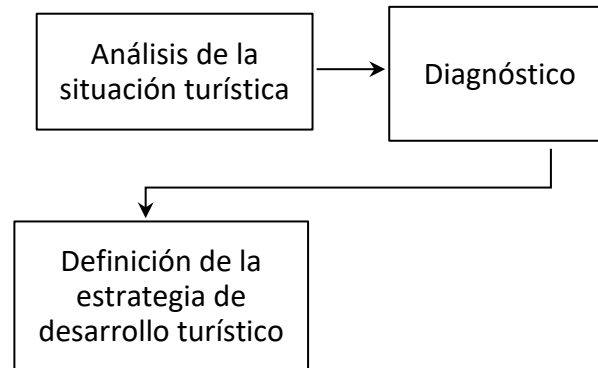 Análisis de la
situación turística
Diagnóstico
Definición de la
estrategia de
desarrollo turístico